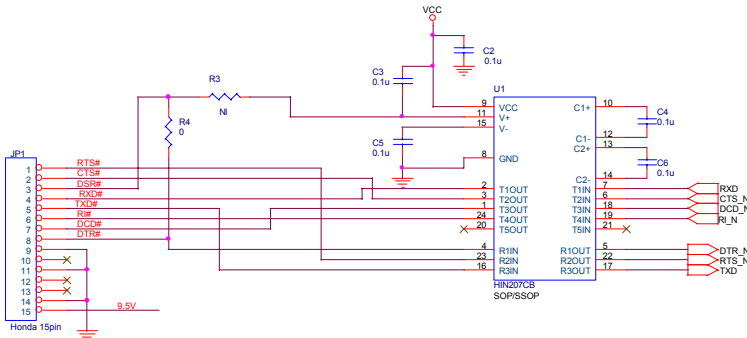 VCC
C2
0.1u
R3
NI
C3
0.1u
U1
R4
0
C5
0.1u
9 VCC C1+ 10
11 V+
15 V-
C1- 12
C2+ 13
8 GND
C2- 14
C4
0.1u
C6
0.1u
2 T1OUT T1IN 7 RXD
3 T2OUT T2IN 6 CTS_N
1 T3OUT T3IN 18 DCD_N
24 T4OUT T4IN 19 RI_N
20 T5OUT T5IN 21
4 R1IN R1OUT 5 DTR_N
23 R2IN R2OUT 22 RTS_N
16 R3IN R3OUT 17 TXD
HIN207CB
SOP/SSOP
JP1
1 RTS#
2 CTS#
3 DSR#
4 RXD#
5 TXD#
6 RI#
7 DCD#
8 DTR#
9
10
11
12
13
14
15 9.5V
Honda 15pin